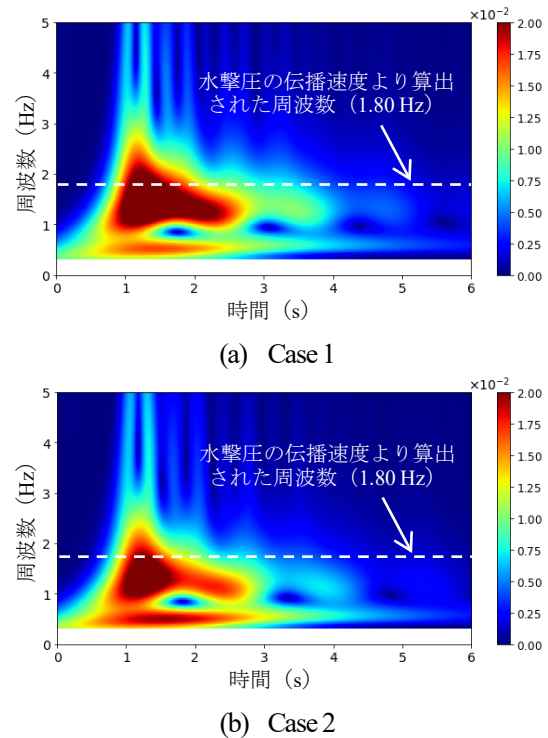 ×10⁻²
5
4
3
2
1
0
周波数（Hz）
水撃圧の伝播速度より算出
された周波数（1.80 Hz）
2.00
1.75
1.50
1.25
1.00
0.75
0.50
0.25
0.00
0 1 2 3 4 5 6
時間（s）
(a) Case 1
×10⁻²
5
4
3
2
1
0
周波数（Hz）
水撃圧の伝播速度より算出
された周波数（1.80 Hz）
2.00
1.75
1.50
1.25
1.00
0.75
0.50
0.25
0.00
0 1 2 3 4 5 6
時間（s）
(b) Case 2